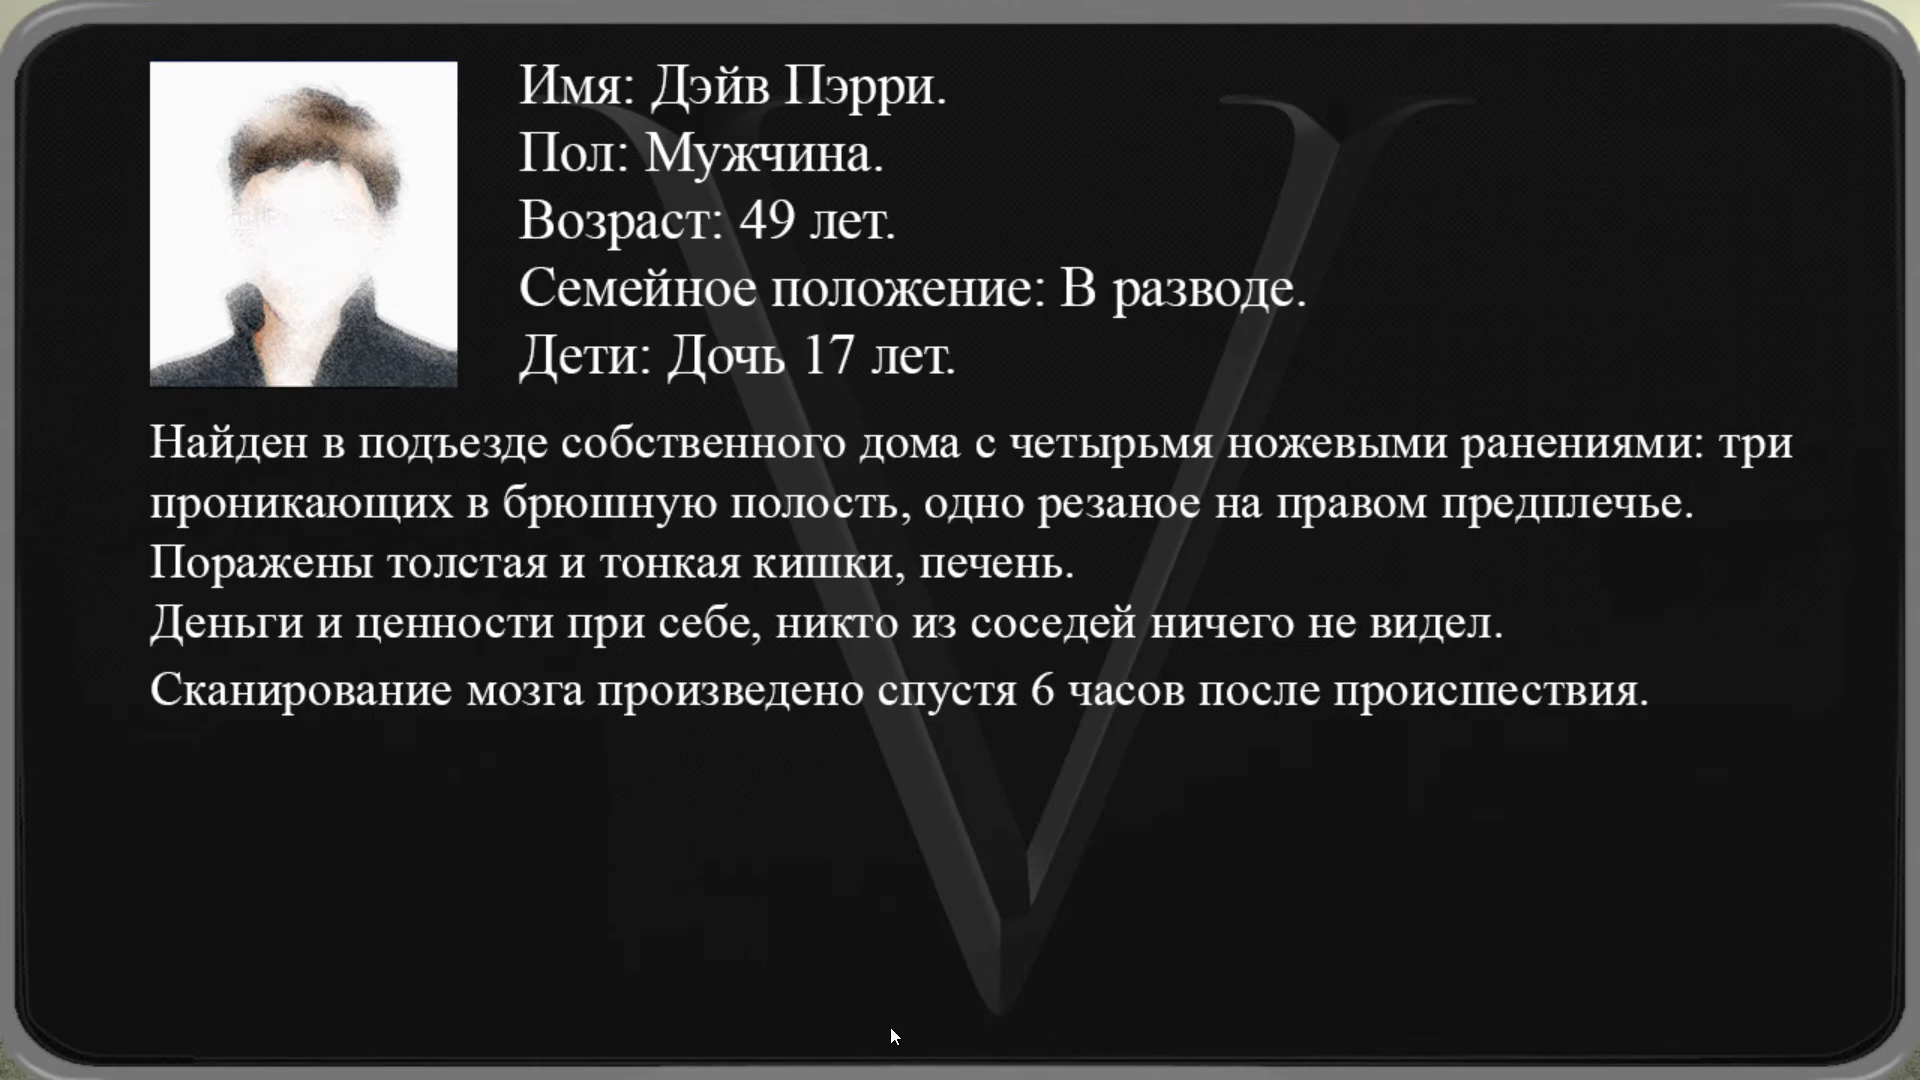 Имя: Дэйв Пэрри.
Пол: Мужчина.
Возраст: 49 лет.
Семейное положение: В разводе.
Дети: Дочь 17 лет.
Найден в подъезде собственного дома с четырьмя ножевыми ранениями: три
проникающих в брюшную полость, одно резаное на правом предплечье.
Поражены толстая и тонкая кишки, печень.
Деньги и ценности при себе, никто из соседей ничего не видел.
Сканирование мозга произведено спустя 6 часов после происшествия.